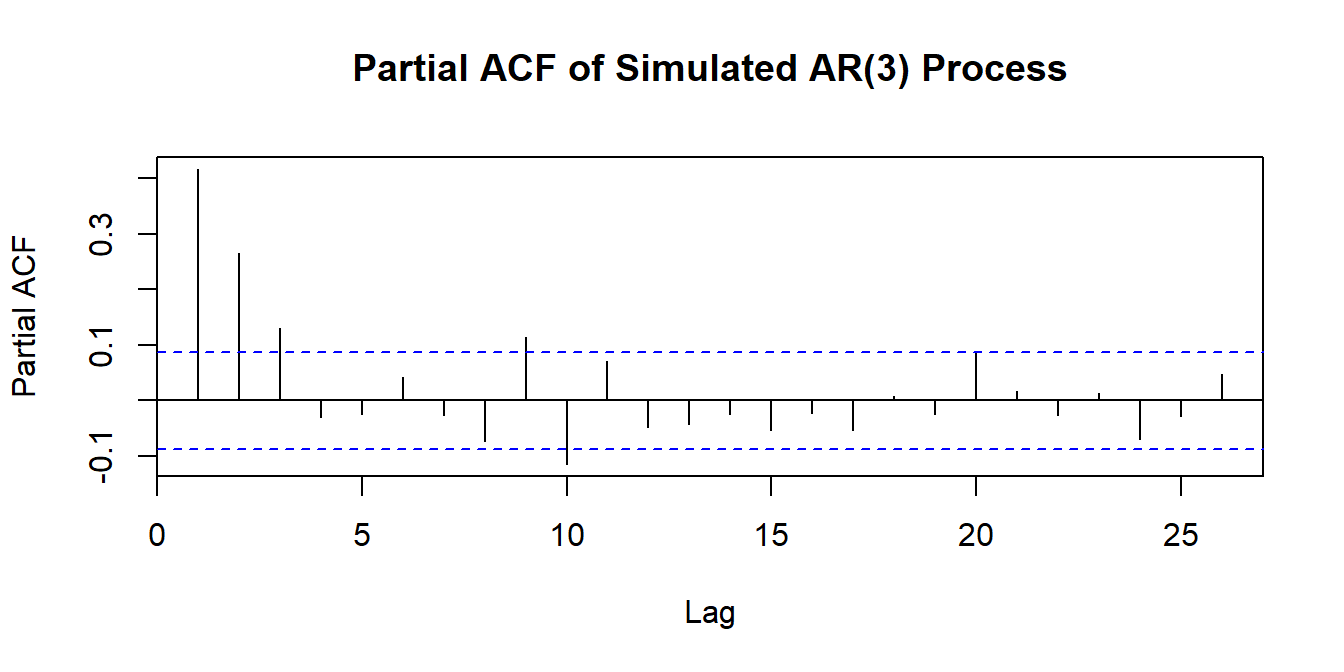 Partial ACF of Simulated AR(3) Process
Partial ACF
0.3
0.1
-0.1
0 5 10 15 20 25
Lag